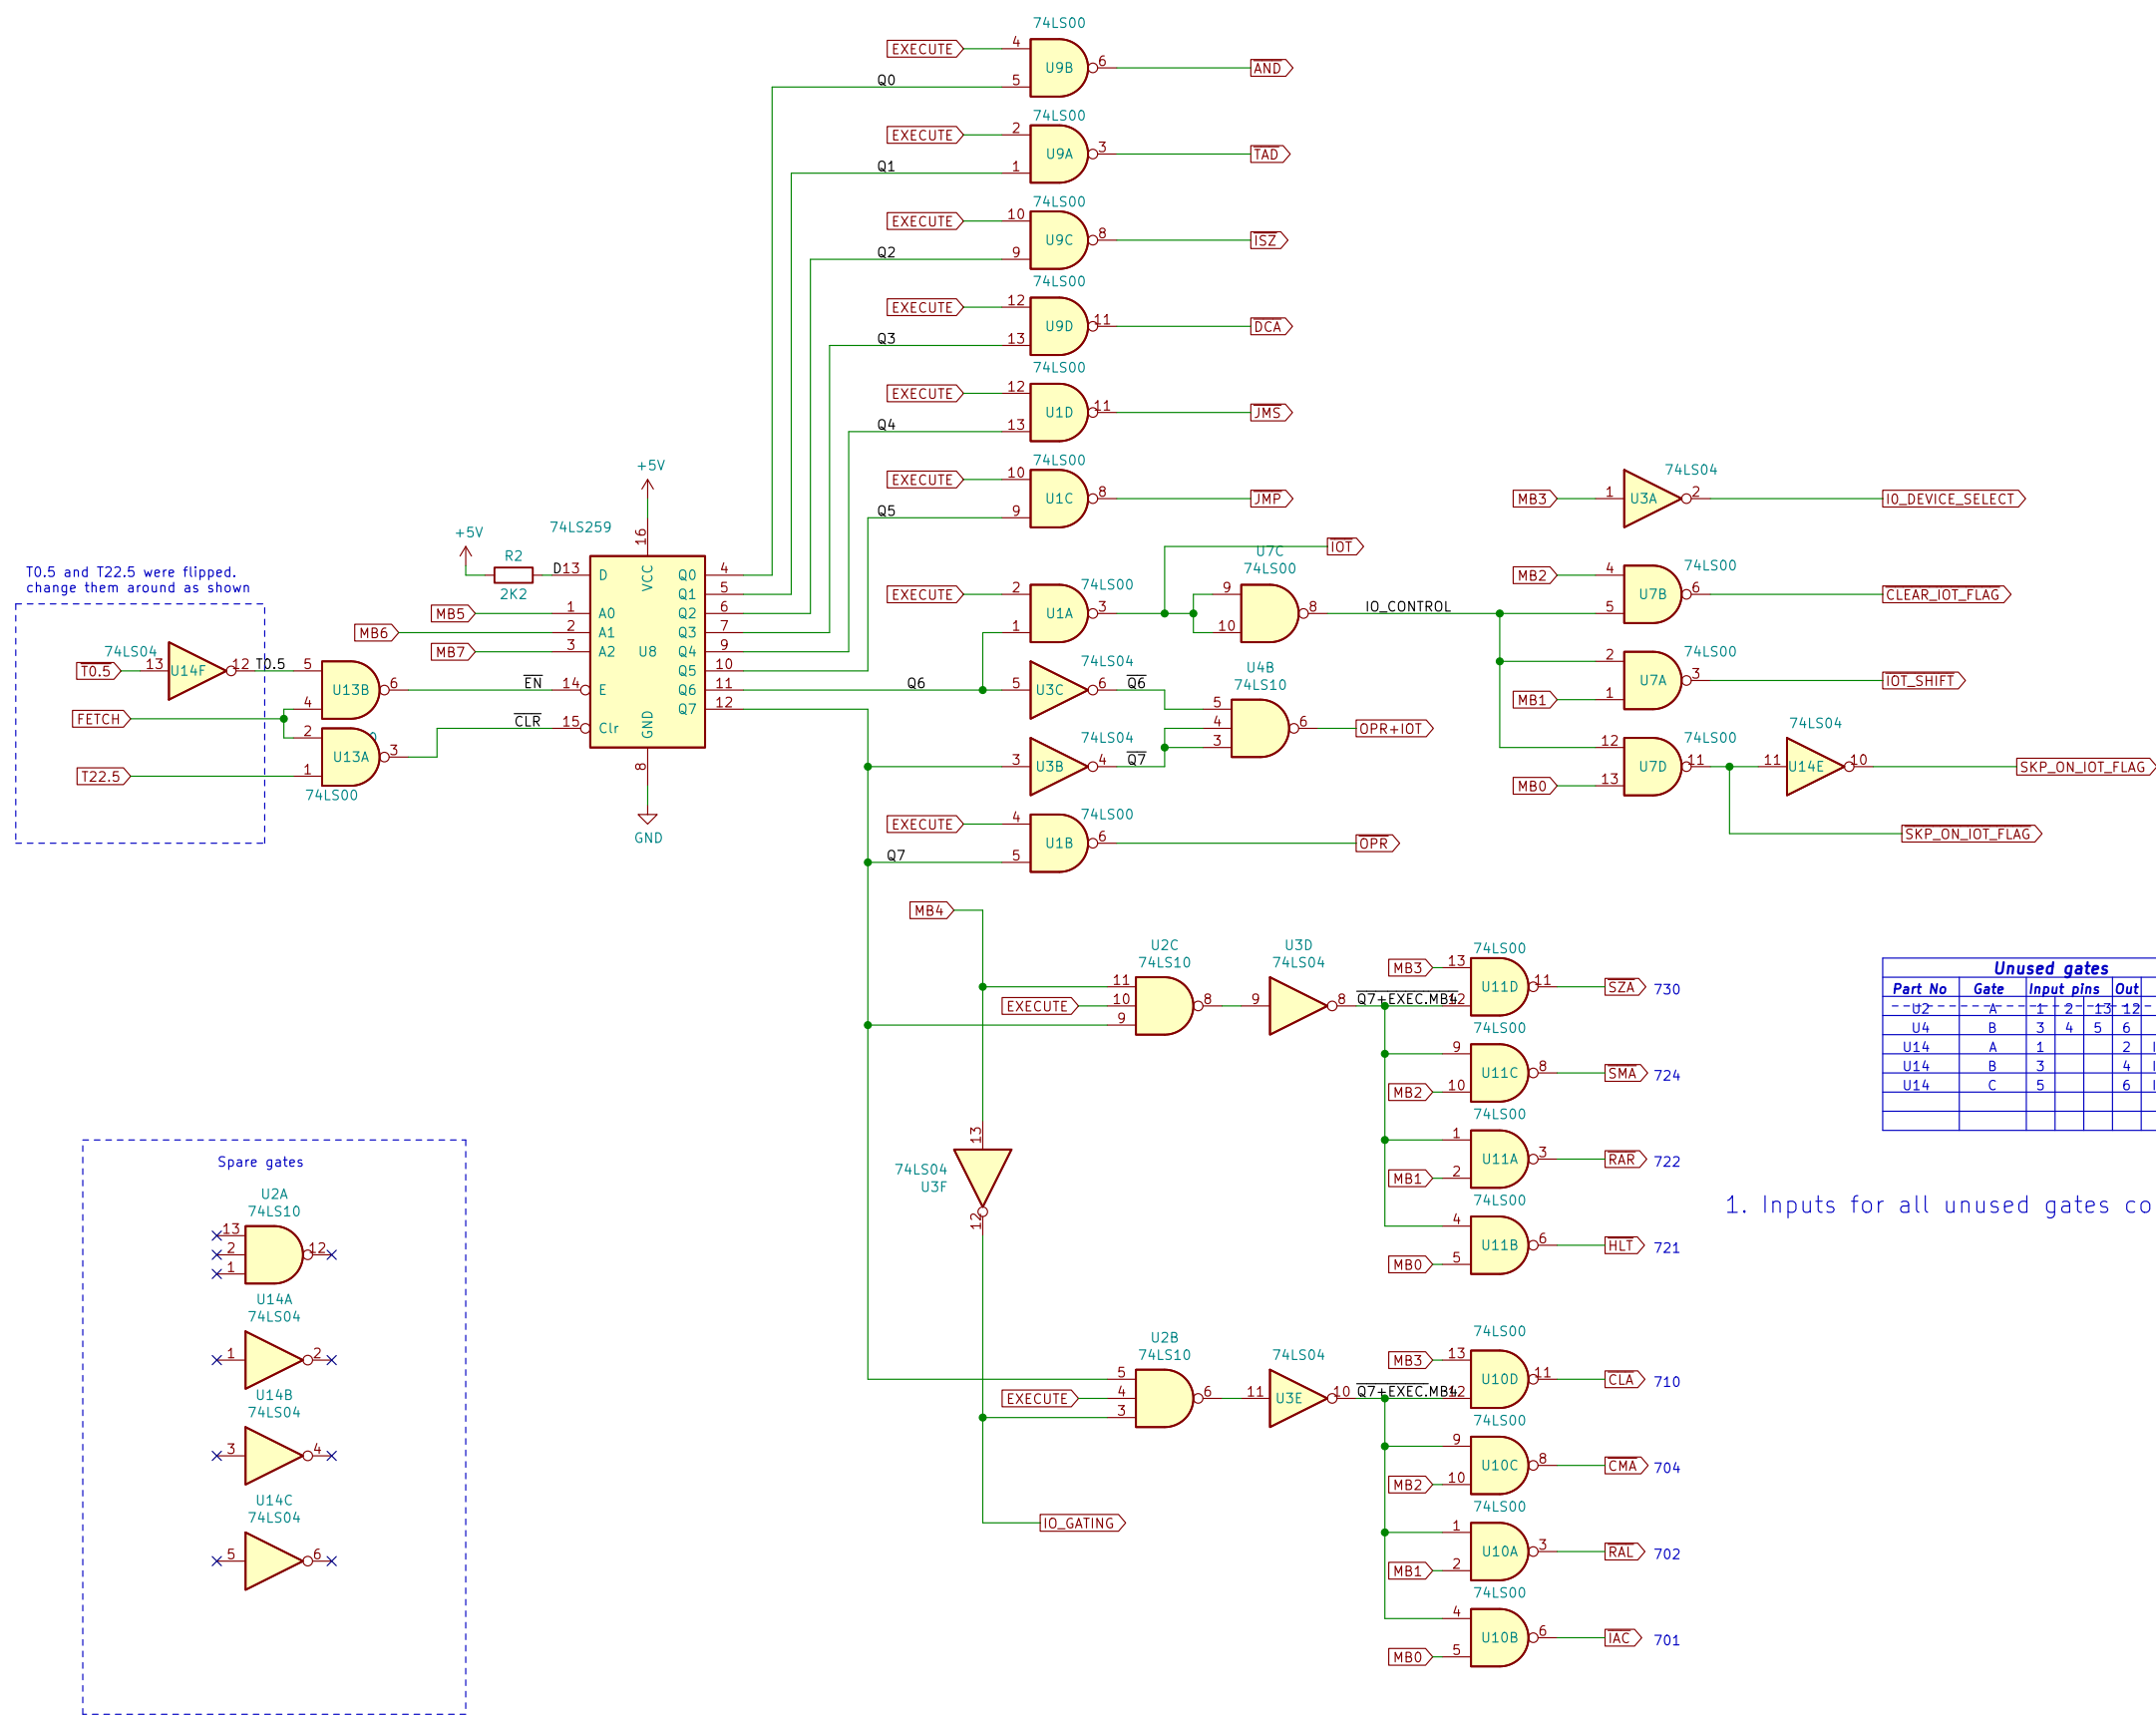 74LS00
EXECUTE 4 U9B 6 AND
Q0 5
74LS00
EXECUTE 2 U9A 3 TAD
Q1 1
74LS00
EXECUTE 10 U9C 8 ISZ
Q2 9
74LS00
EXECUTE 12 U9D 11 DCA
Q3 13
74LS00
EXECUTE 12 U1D 11 JMS
Q4 13
74LS00
EXECUTE 10 U1C 8 JMP
Q5 9
+5V
74LS259
16
VCC
+5V
R2
2K2
D 13 D Q0 4
Q1 5
MB5 1 A0 Q2 6
MB6 2 A1 Q3 7
MB7 3 A2 U8 Q4 9
Q5 10
EN 14 E Q6 11
Q7 12
CLR 15 Clr
GND
8
GND
T0.5 and T22.5 were flipped.
change them around as shown
74LS04
T0.5 13 U14F 12 T0.5 5 U13B 6
FETCH 4
2 U13A 3
T22.5 1
74LS00
IOT
74LS00
EXECUTE 2 U1A 3
1
U7C
74LS00
9 8 IO_CONTROL
10
74LS04
Q6 5 U3C 6 Q6
U4B
74LS10
5
4 6 OPR+IOT
3
74LS04
3 U3B 4 Q7
74LS00
EXECUTE 4 U1B 6 OPR
Q7 5
74LS04
MB3 1 U3A 2 IO_DEVICE_SELECT
74LS00
MB2 4 U7B 6 CLEAR_IOT_FLAG
5
74LS00
2 U7A 3 IOT_SHIFT
MB1 1
74LS00
12 U7D 11
MB0 13
74LS04
11 U14E 10 SKP_ON_IOT_FLAG
SKP_ON_IOT_FLAG
MB4
U2C
74LS10
11
EXECUTE 10 8
9
U3D
74LS04
9 8 Q7+EXEC.MB4
74LS00
MB3 13 U11D 11 SZA 730
12
9 U11C 8 SMA 724
MB2 10
74LS00
74LS00
1 U11A 3 RAR 722
MB1 2
74LS00
4 U11B 6 HLT 721
MB0 5
13
74LS04
U3F
12
U2B
74LS10
5
EXECUTE 4 6
3
74LS04
11 U3E 10 Q7+EXEC.MB4
74LS00
MB3 13 U10D 11 CLA 710
12
74LS00
9 U10C 8 CMA 704
MB2 10
74LS00
1 U10A 3 RAL 702
MB1 2
74LS00
4 U10B 6 IAC 701
MB0 5
IO_GATING
Unused gates
Part No Gate Input pins Out
U2 A 1 2 13 12
U4 B 3 4 5 6
U14 A 1 2 I
U14 B 3 4 I
U14 C 5 6 I
1. Inputs for all unused gates co
Spare gates
U2A
74LS10
13
2 12
1
U14A
74LS04
1 2
U14B
74LS04
3 4
U14C
74LS04
5 6